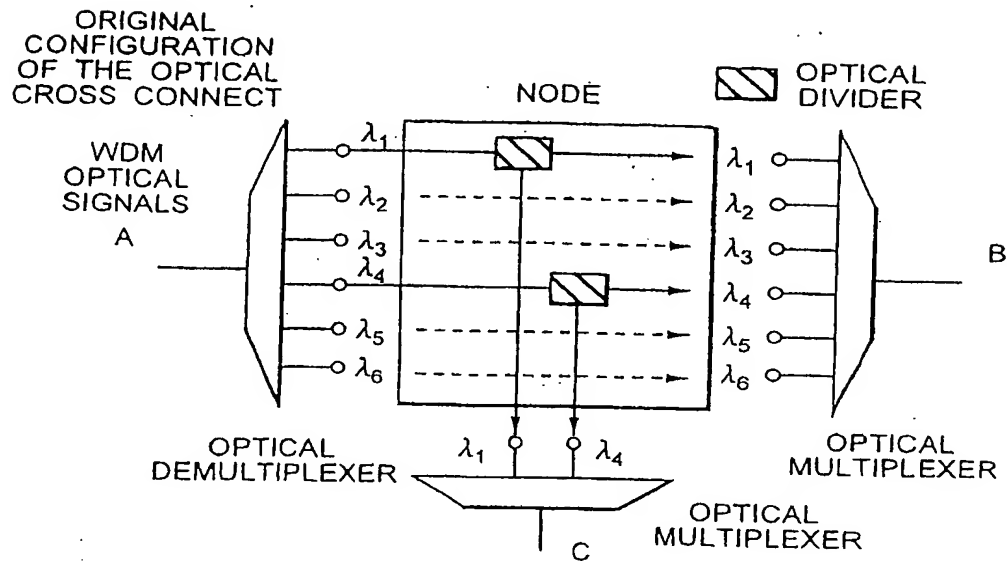 ORIGINAL
CONFIGURATION
OF THE OPTICAL
CROSS CONNECT
NODE
OPTICAL
DIVIDER
WDM
OPTICAL
SIGNALS
A
λ1
λ2
λ3
λ4
λ5
λ6
λ1
λ2
λ3
λ4
λ5
λ6
B
OPTICAL
DEMULTIPLEXER
λ1
λ4
OPTICAL
MULTIPLEXER
OPTICAL
MULTIPLEXER
C